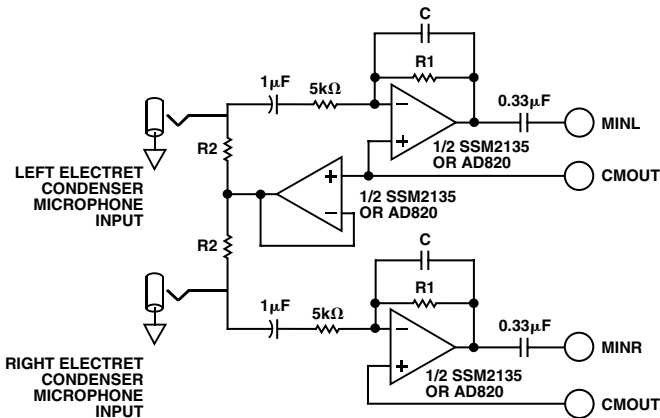 C
R1
1µF
5kΩ
0.33µF
–
+
MINL
1/2 SSM2135
OR AD820
R2
LEFT ELECTRET
CONDENSER
MICROPHONE
INPUT
+
–
1/2 SSM2135
OR AD820
CMOUT
R2
C
R1
1µF
5kΩ
0.33µF
–
+
MINR
1/2 SSM2135
OR AD820
RIGHT ELECTRET
CONDENSER
MICROPHONE
INPUT
CMOUT